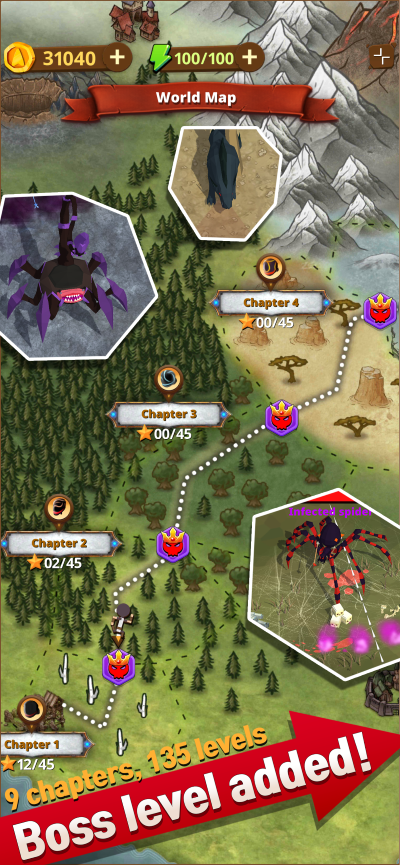 31040
100/100
World Map
Chapter 4
00/45
Chapter 3
00/45
Infected spider
Chapter 2
02/45
Chapter 1
12/45
9 chapters, 135 levels
Boss level added!